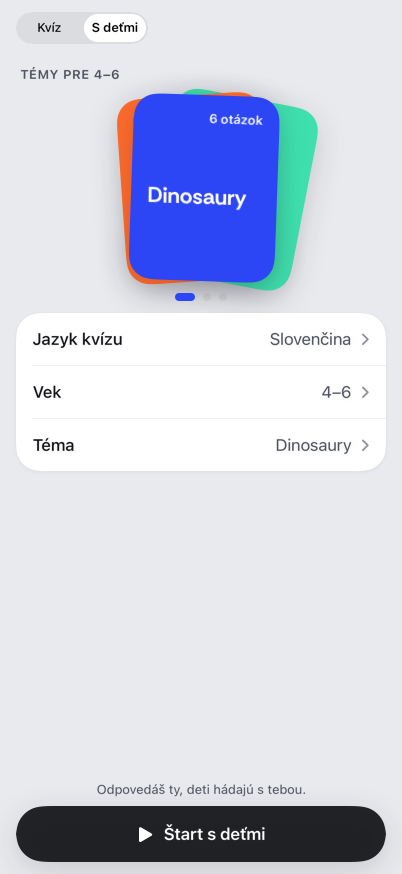 Kvíz
S deťmi
TÉMY PRE 4–6
6 otázok
Dinosaury
Jazyk kvízu
Slovenčina
Vek
4–6
Téma
Dinosaury
Odpovedáš ty, deti hádajú s tebou.
Štart s deťmi